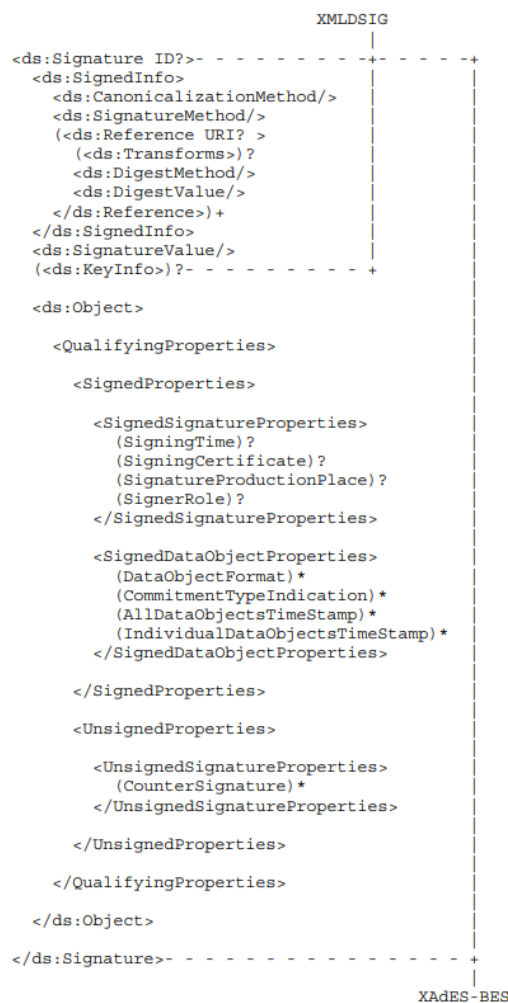 XMLDSIG
|
<ds:Signature ID?>- - - - - - - - -+- - - - -+
<ds:SignedInfo> | |
<ds:CanonicalizationMethod/> | |
<ds:SignatureMethod/> | |
(<ds:Reference URI? > | |
(<ds:Transforms>)? | |
<ds:DigestMethod/> | |
<ds:DigestValue/> | |
</ds:Reference>)+ | |
</ds:SignedInfo> | |
<ds:SignatureValue/> | |
(<ds:KeyInfo>)?- - - - - - - - - + |
<ds:Object> |
<QualifyingProperties> |
<SignedProperties> |
<SignedSignatureProperties> |
(SigningTime)? |
(SigningCertificate)? |
(SignatureProductionPlace)? |
(SignerRole)? |
</SignedSignatureProperties> |
<SignedDataObjectProperties> |
(DataObjectFormat)* |
(CommitmentTypeIndication)* |
(AllDataObjectsTimeStamp)* |
(IndividualDataObjectsTimeStamp)* |
</SignedDataObjectProperties> |
</SignedProperties> |
<UnsignedProperties> |
<UnsignedSignatureProperties> |
(CounterSignature)* |
</UnsignedSignatureProperties> |
</UnsignedProperties> |
</QualifyingProperties> |
</ds:Object> |
</ds:Signature>- - - - - - - - - - - - - - - +
|
XAdES-BES